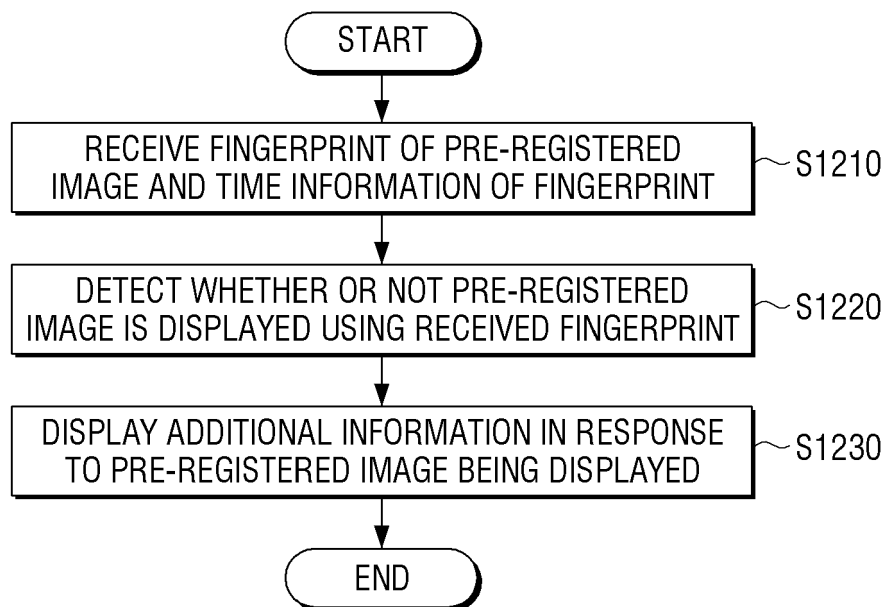 START
RECEIVE FINGERPRINT OF PRE-REGISTERED
IMAGE AND TIME INFORMATION OF FINGERPRINT
S1210
DETECT WHETHER OR NOT PRE-REGISTERED
IMAGE IS DISPLAYED USING RECEIVED FINGERPRINT
S1220
DISPLAY ADDITIONAL INFORMATION IN RESPONSE
TO PRE-REGISTERED IMAGE BEING DISPLAYED
S1230
END